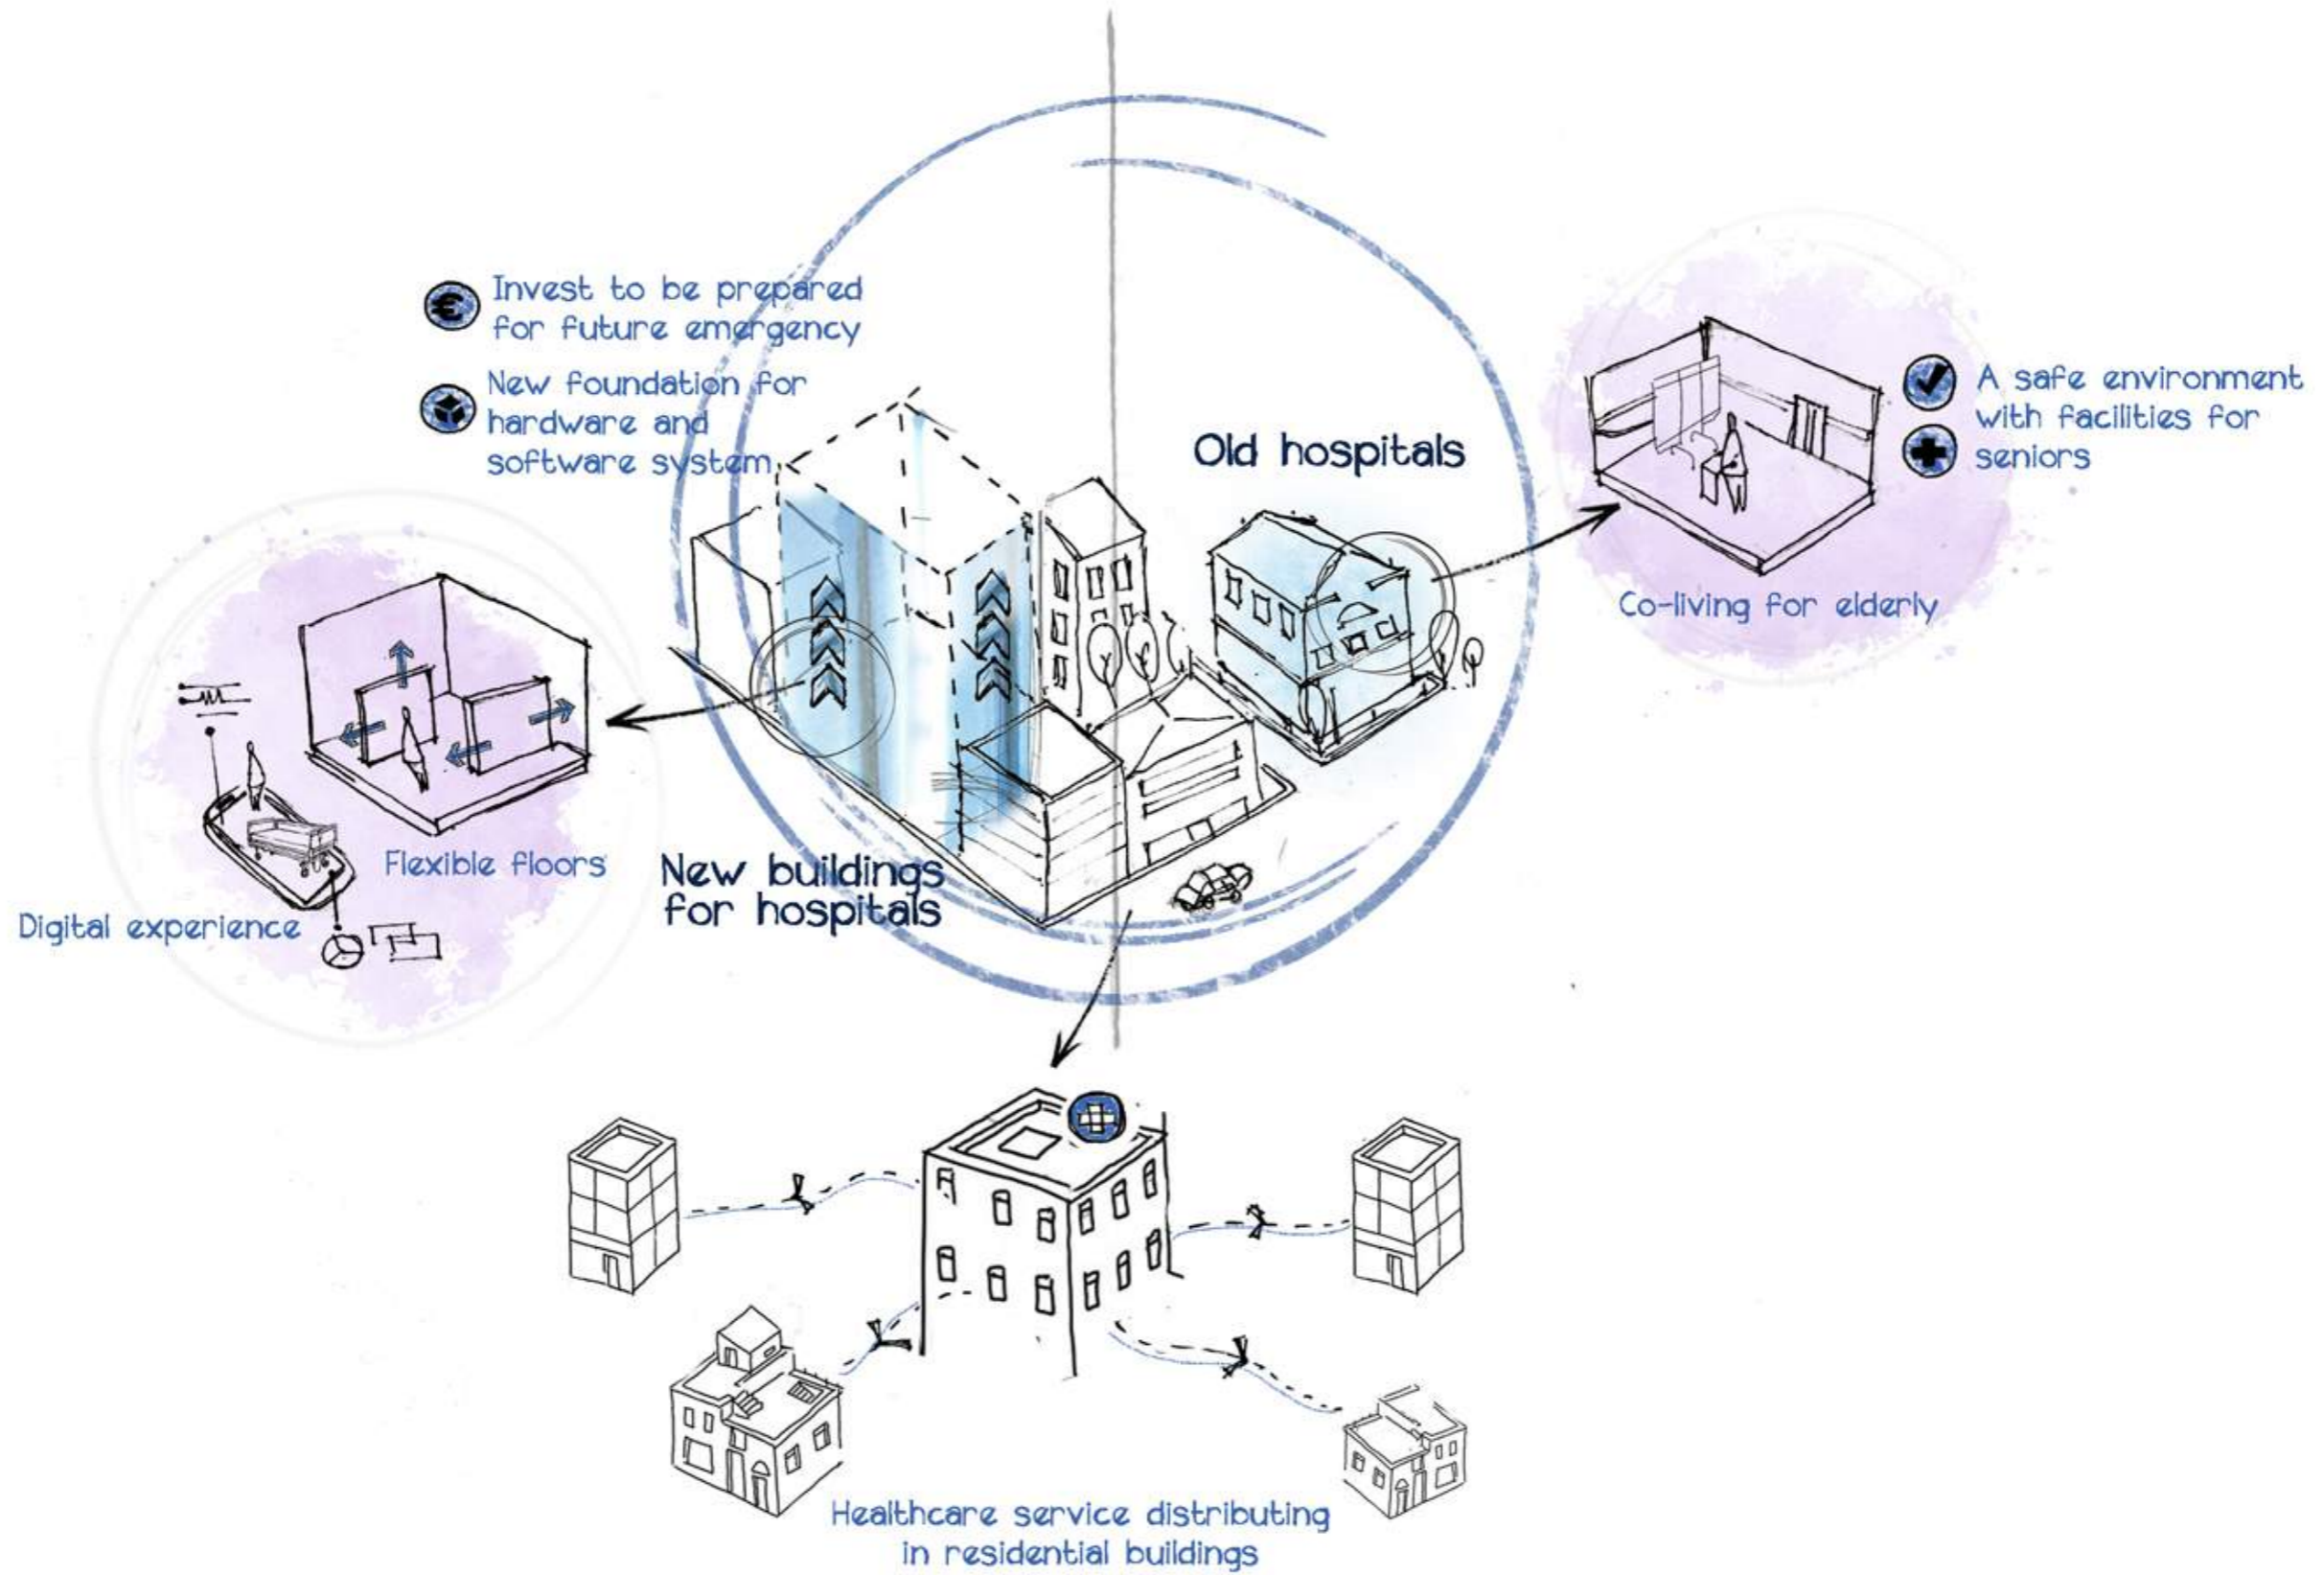 Invest to be prepared
for future emergency
New foundation for
hardware and
software system
Old hospitals
A safe environment
with facilities for
seniors
Co-living for elderly
Flexible floors
New buildings
for hospitals
Digital experience
Healthcare service distributing
in residential buildings